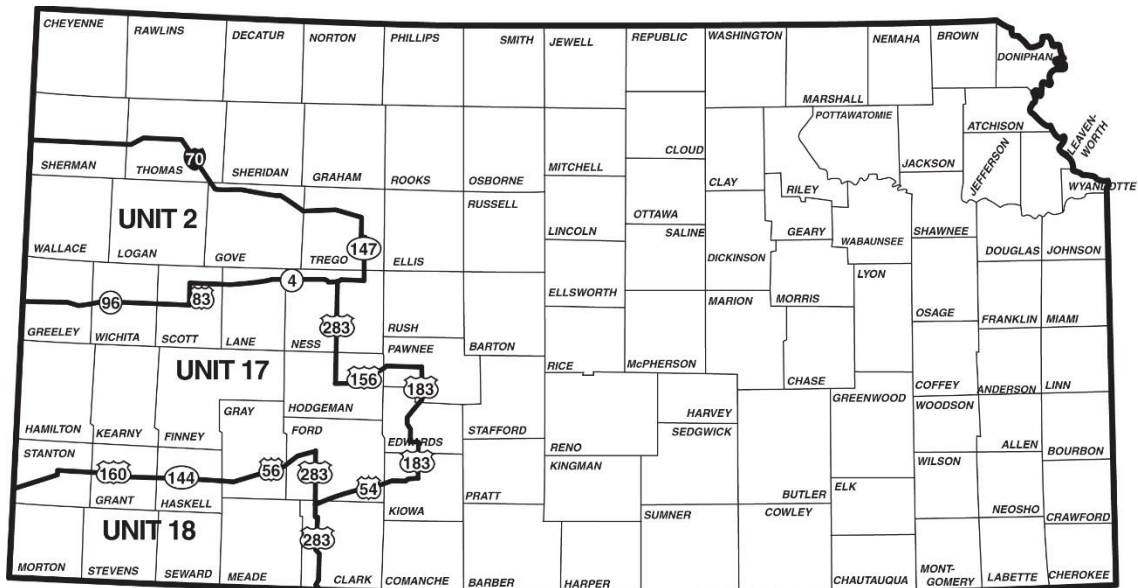 CHEYENNE
RAWLINS
DECATUR
NORTON
PHILLIPS
SMITH
JEWELL
REPUBLIC
WASHINGTON
NEMAHA
BROWN
DONIPHAN
MARSHALL
POTTAWATOMIE
ATCHISON
LEAVEN-
WORTH
CLOUD
SHERMAN
THOMAS
70
SHERIDAN
GRAHAM
ROOKS
OSBORNE
MITCHELL
CLAY
RILEY
JACKSON
JEFFERSON
WYANDOTTE
RUSSELL
UNIT 2
OTTAWA
SALINE
LINCOLN
GEARY
WABAUNSEE
SHAWNEE
DOUGLAS
JOHNSON
WALLACE
LOGAN
GOVE
TREGO
147
ELLIS
DICKINSON
LYON
4
83
96
ELLSWORTH
MARION
MORRIS
OSAGE
FRANKLIN
MIAMI
GREELEY
WICHITA
SCOTT
LANE
NESS
283
RUSH
PAWNEE
BARTON
RICE
McPHERSON
CHASE
COFFEY
ANDERSON
LINN
UNIT 17
156
183
GREENWOOD
WOODSON
GRAY
HODGEMAN
FORD
HARVEY
SEDGWICK
HAMILTON
STANTON
KEARNY
FINNEY
EDWARDS
STAFFORD
RENO
KINGMAN
ALLEN
BOURBON
WILSON
160
144
56
283
183
54
GRANT
HASKELL
KIOWA
PRATT
BUTLER
COWLEY
ELK
NEOSHO
CRAWFORD
SUMNER
UNIT 18
283
MORTON
STEVENS
SEWARD
MEADE
CLARK
COMANCHE
BARBER
HARPER
CHAUTAUQUA
MONT-
GOMERY
LABETTE
CHEROKEE